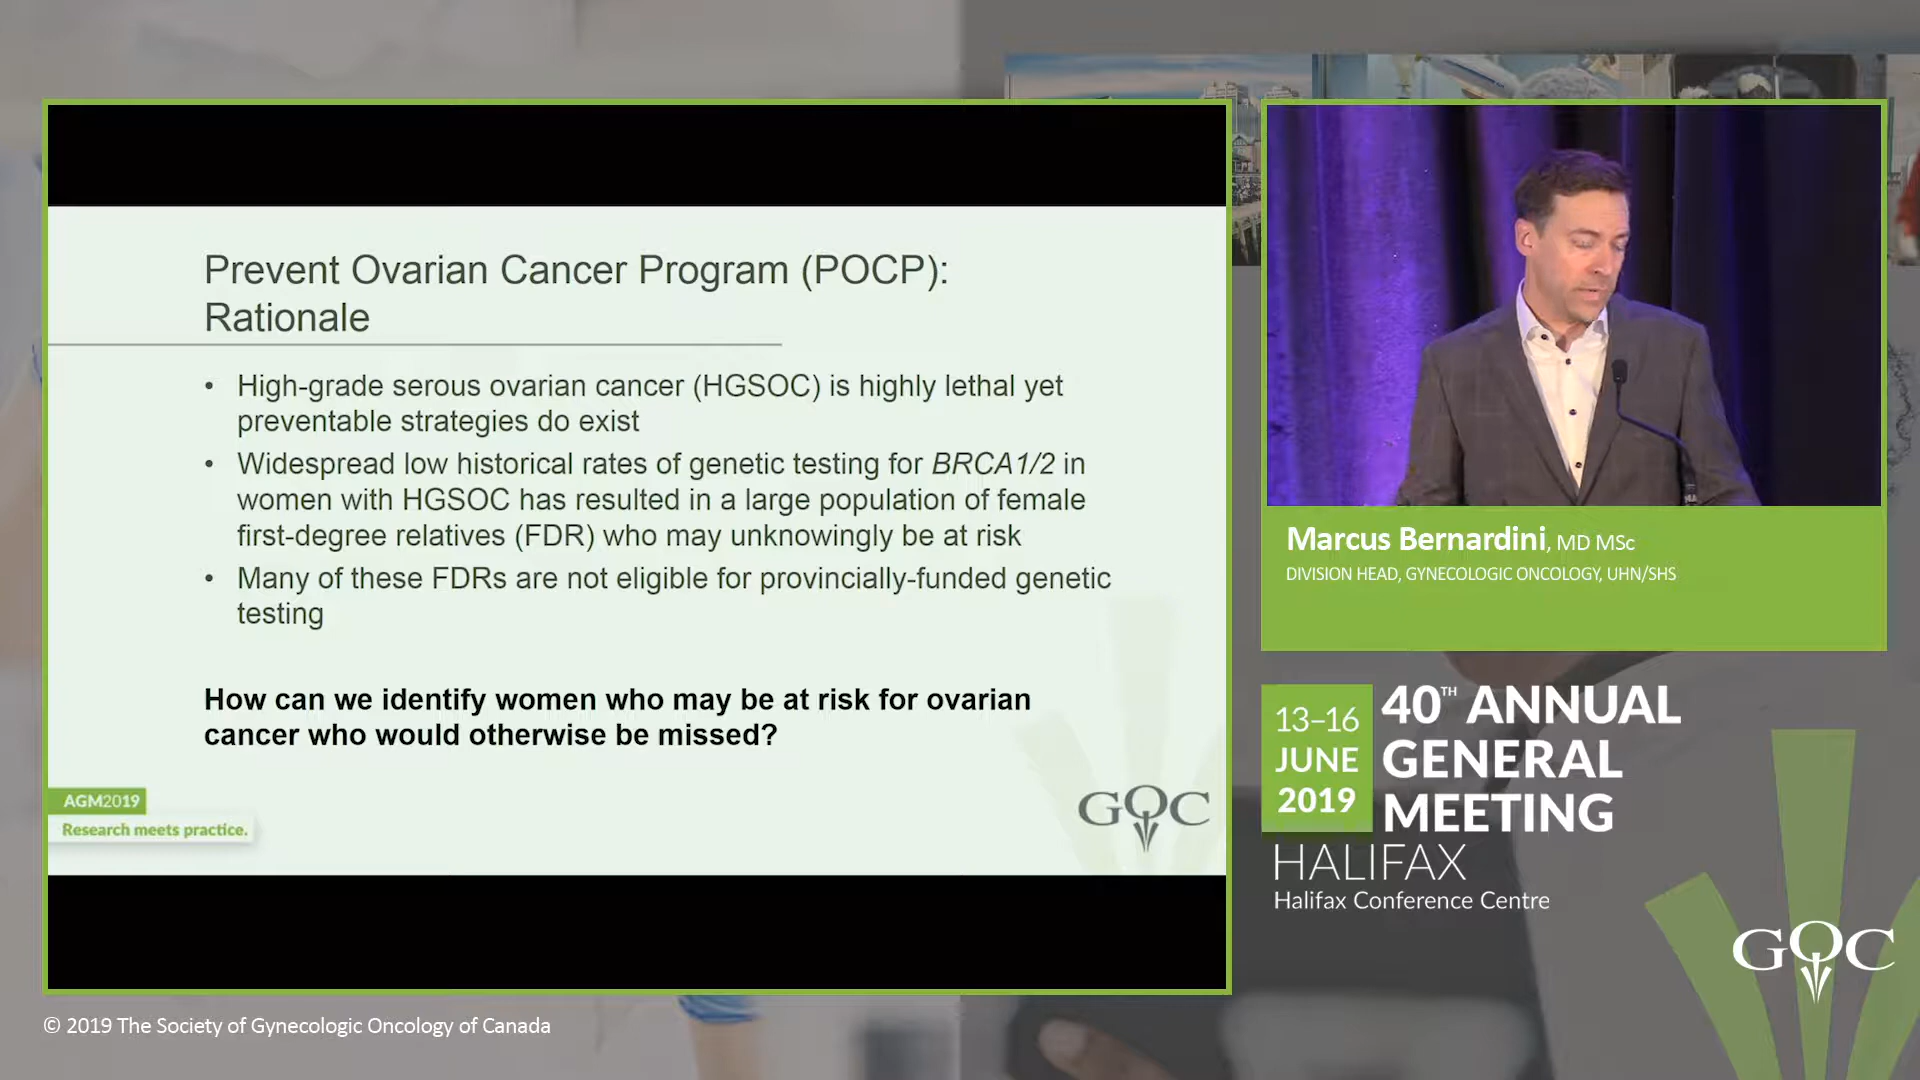 Prevent Ovarian Cancer Program (POCP):
Rationale
• High-grade serous ovarian cancer (HGSOC) is highly lethal yet
preventable strategies do exist
• Widespread low historical rates of genetic testing for BRCA1/2 in
women with HGSOC has resulted in a large population of female
first-degree relatives (FDR) who may unknowingly be at risk
• Many of these FDRs are not eligible for provincially-funded genetic
testing
How can we identify women who may be at risk for ovarian
cancer who would otherwise be missed?
AGM2019
Research meets practice.
GOC
Marcus Bernardini, MD MSc
DIVISION HEAD, GYNECOLOGIC ONCOLOGY, UHN/SHS
13–16
JUNE
2019
40TH ANNUAL
GENERAL
MEETING
HALIFAX
Halifax Conference Centre
GOC
© 2019 The Society of Gynecologic Oncology of Canada